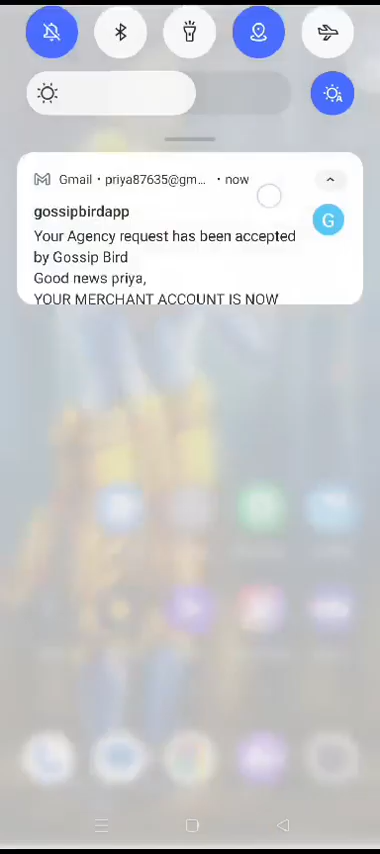 Gmail • priya87635@gm... • now
gossipbirdapp
G
Your Agency request has been accepted
by Gossip Bird
Good news priya,
YOUR MERCHANT ACCOUNT IS NOW